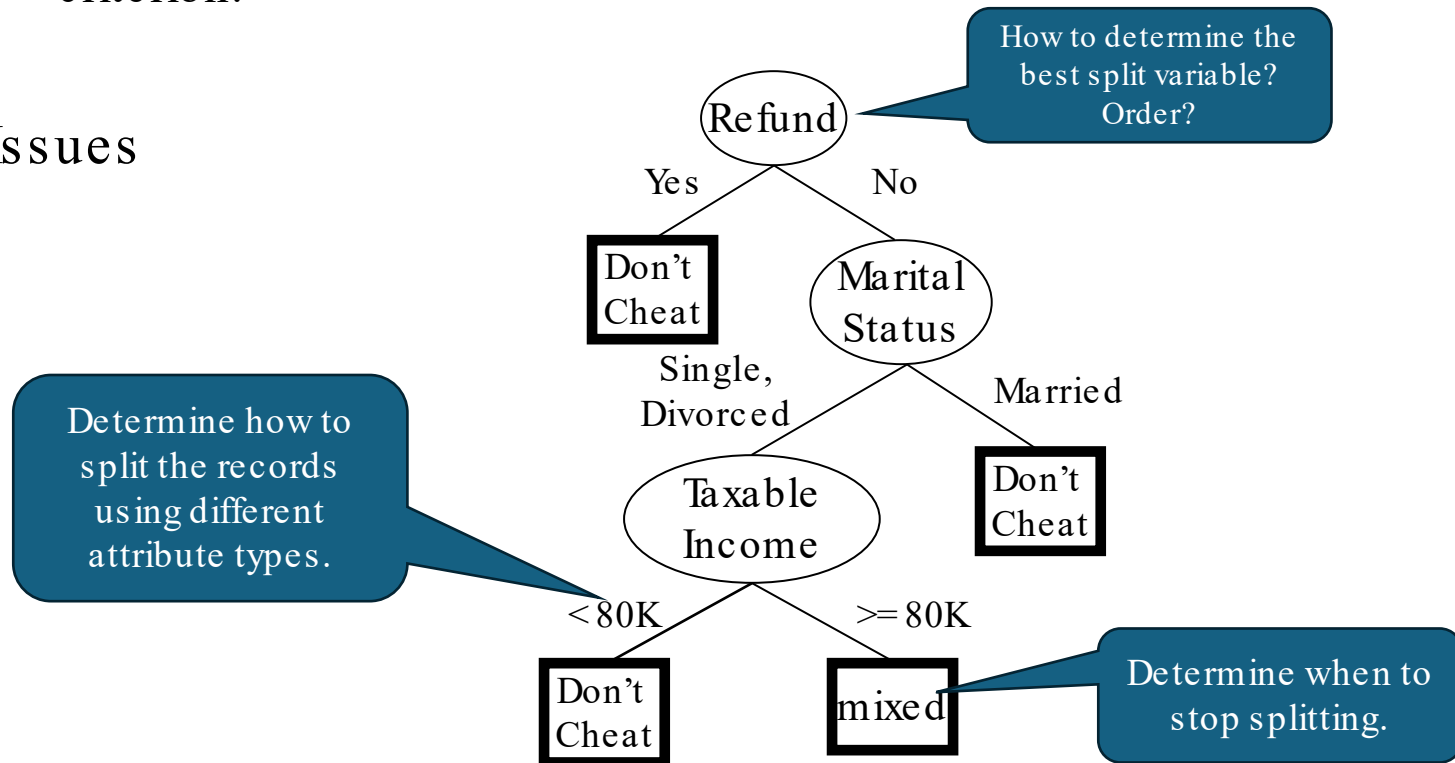 criterion.
How to determine the
best split variable?
Order?
Issues
Refund
Yes
No
Don't
Cheat
Marital
Status
Single,
Divorced
Married
Determine how to
split the records
using different
attribute types.
Taxable
Income
Don't
Cheat
<80K
>=80K
Don't
Cheat
mixed
Determine when to
stop splitting.